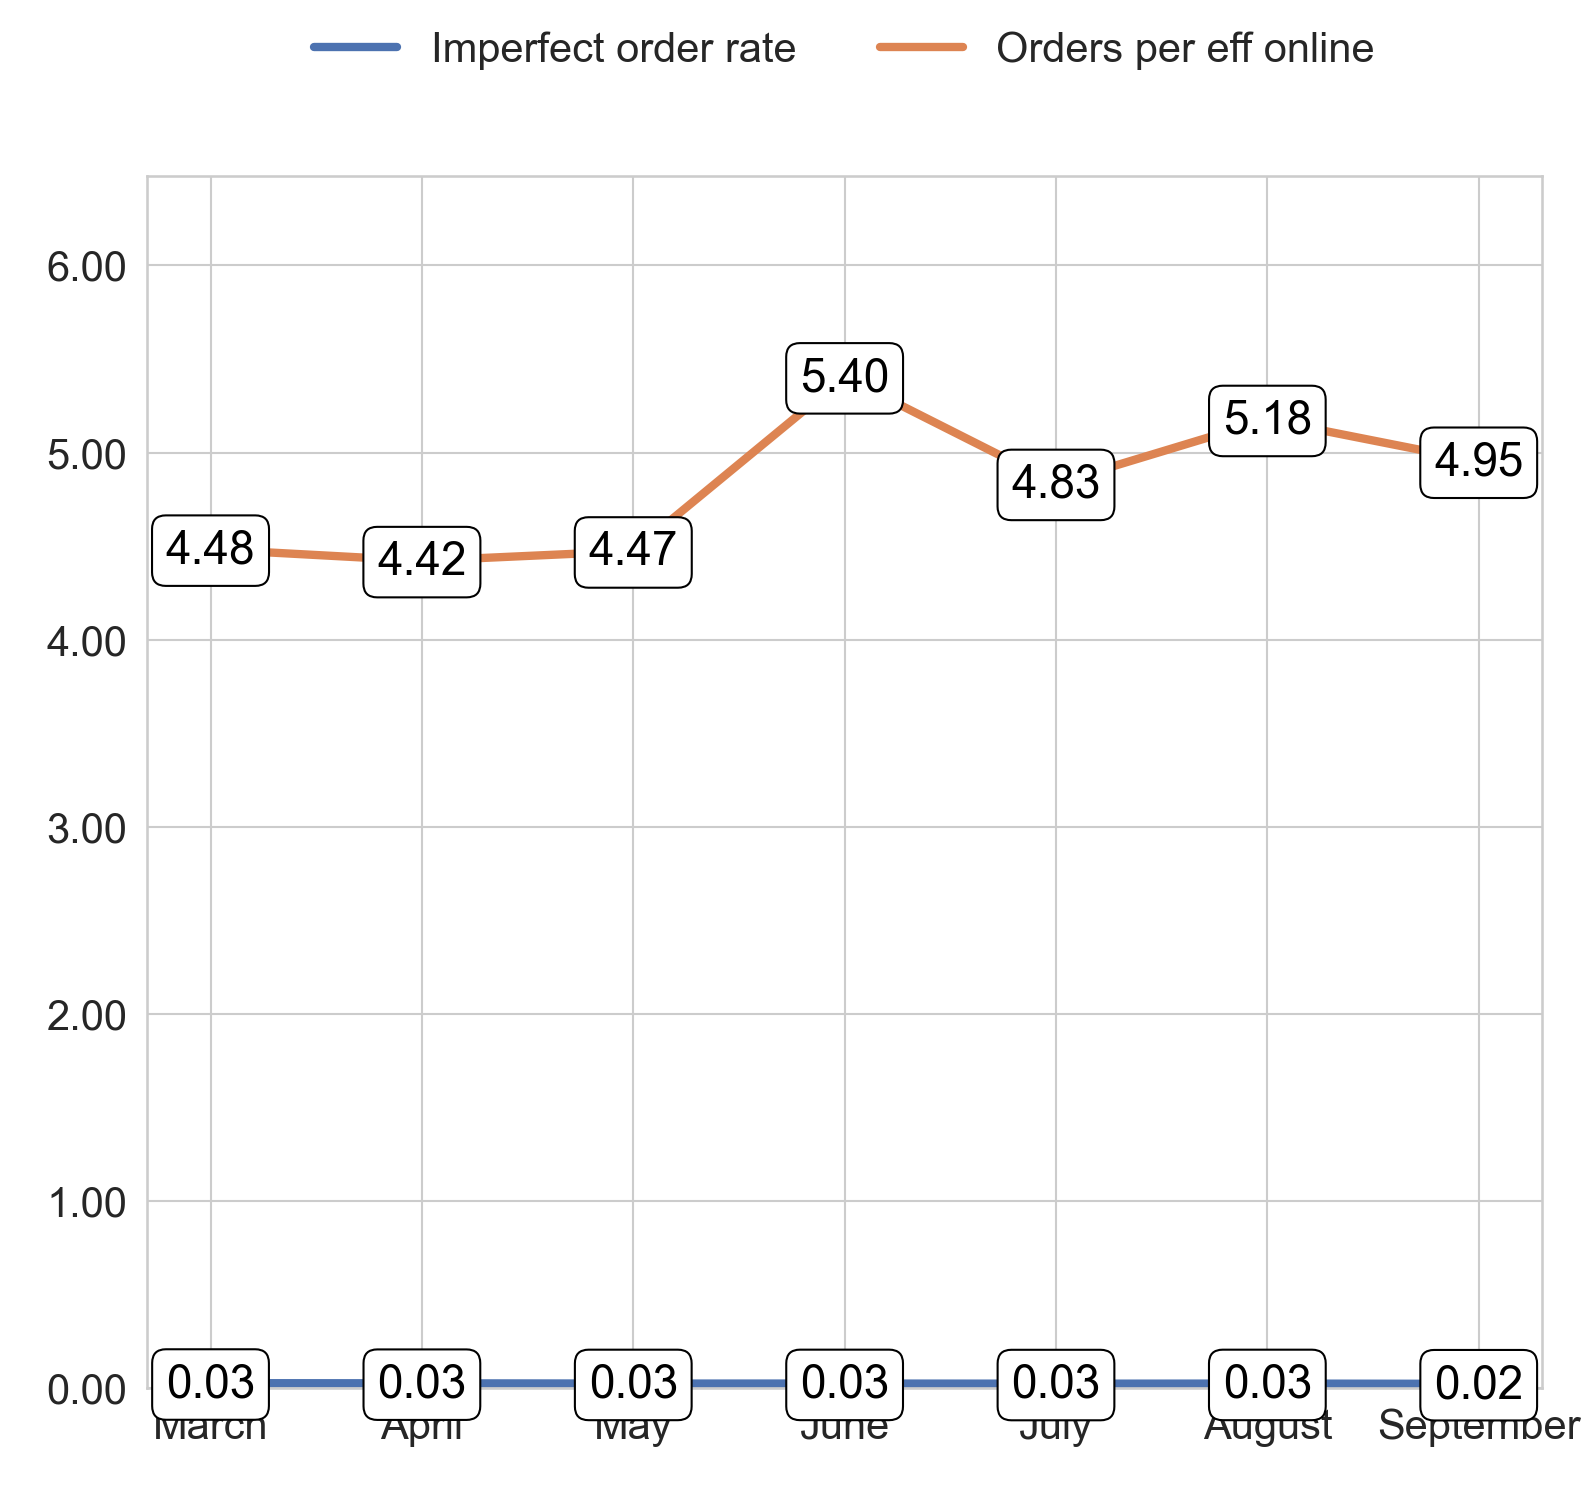 Imperfect order rate
Orders per eff online
6.00
5.00
4.00
3.00
2.00
1.00
0.00
4.48
4.42
4.47
5.40
4.83
5.18
4.95
0.03
0.03
0.03
0.03
0.03
0.03
0.02
March
April
May
June
July
August
September